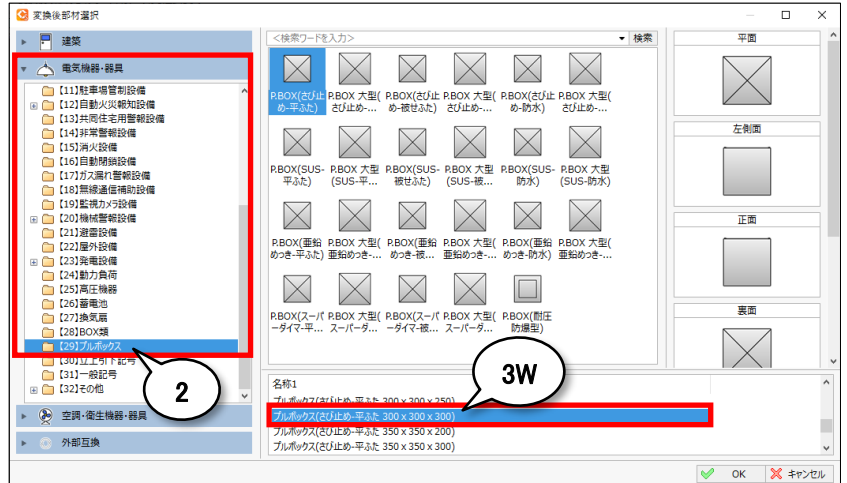 変換後部材選択
建築
電気機器・器具
【11】駐車場管制設備
【12】自動火災報知設備
【13】共同住宅用警報設備
【14】非常警報設備
【15】消火設備
【16】自動閉鎖設備
【17】ガス漏れ警報設備
【18】無線通信補助設備
【19】監視カメラ設備
【20】機械警報設備
【21】避雷設備
【22】屋外設備
【23】発電設備
【24】動力負荷
【25】高圧機器
【26】蓄電池
【27】換気扇
【28】BOX類
【29】プルボックス
【30】立上引下記号
【31】一般記号
【32】その他
2
空調・衛生機器・器具
外部互換
<検索ワードを入力>
検索
P.BOX(さび止 P.BOX 大型( P.BOX(さび止 P.BOX 大型( P.BOX(さび止 P.BOX 大型(
め-平ふた) さび止め-... め-被せふた) さび止め-... め-防水) さび止め-...
P.BOX(SUS- P.BOX 大型 P.BOX(SUS- P.BOX 大型 P.BOX(SUS- P.BOX 大型
平ふた) (SUS-平... 被せふた) (SUS-被... 防水) (SUS-防水)
P.BOX(亜鉛 P.BOX 大型( P.BOX(亜鉛 P.BOX 大型( P.BOX(亜鉛 P.BOX 大型(
めっき-平ふた) 亜鉛めっき-... めっき-被... 亜鉛めっき-... めっき-防水) 亜鉛めっき-...
P.BOX(スーパ P.BOX 大型( P.BOX(スーパ P.BOX 大型( P.BOX(耐圧
ーダイマ-平... スーパーダ... ーダイマ-被... スーパーダ... 防爆型)
平面
左側面
正面
裏面
3W
名称1
プルボックス(さび止め-平ふた 300 x 300 x 250)
プルボックス(さび止め-平ふた 300 x 300 x 300)
プルボックス(さび止め-平ふた 350 x 350 x 200)
プルボックス(さび止め-平ふた 350 x 350 x 300)
OK
キャンセル